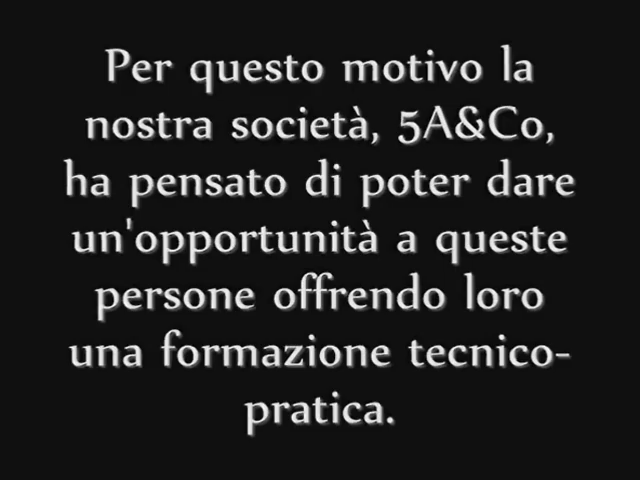 Per questo motivo la
nostra società, 5A&Co,
ha pensato di poter dare
un'opportunità a queste
persone offrendo loro
una formazione tecnico-
pratica.